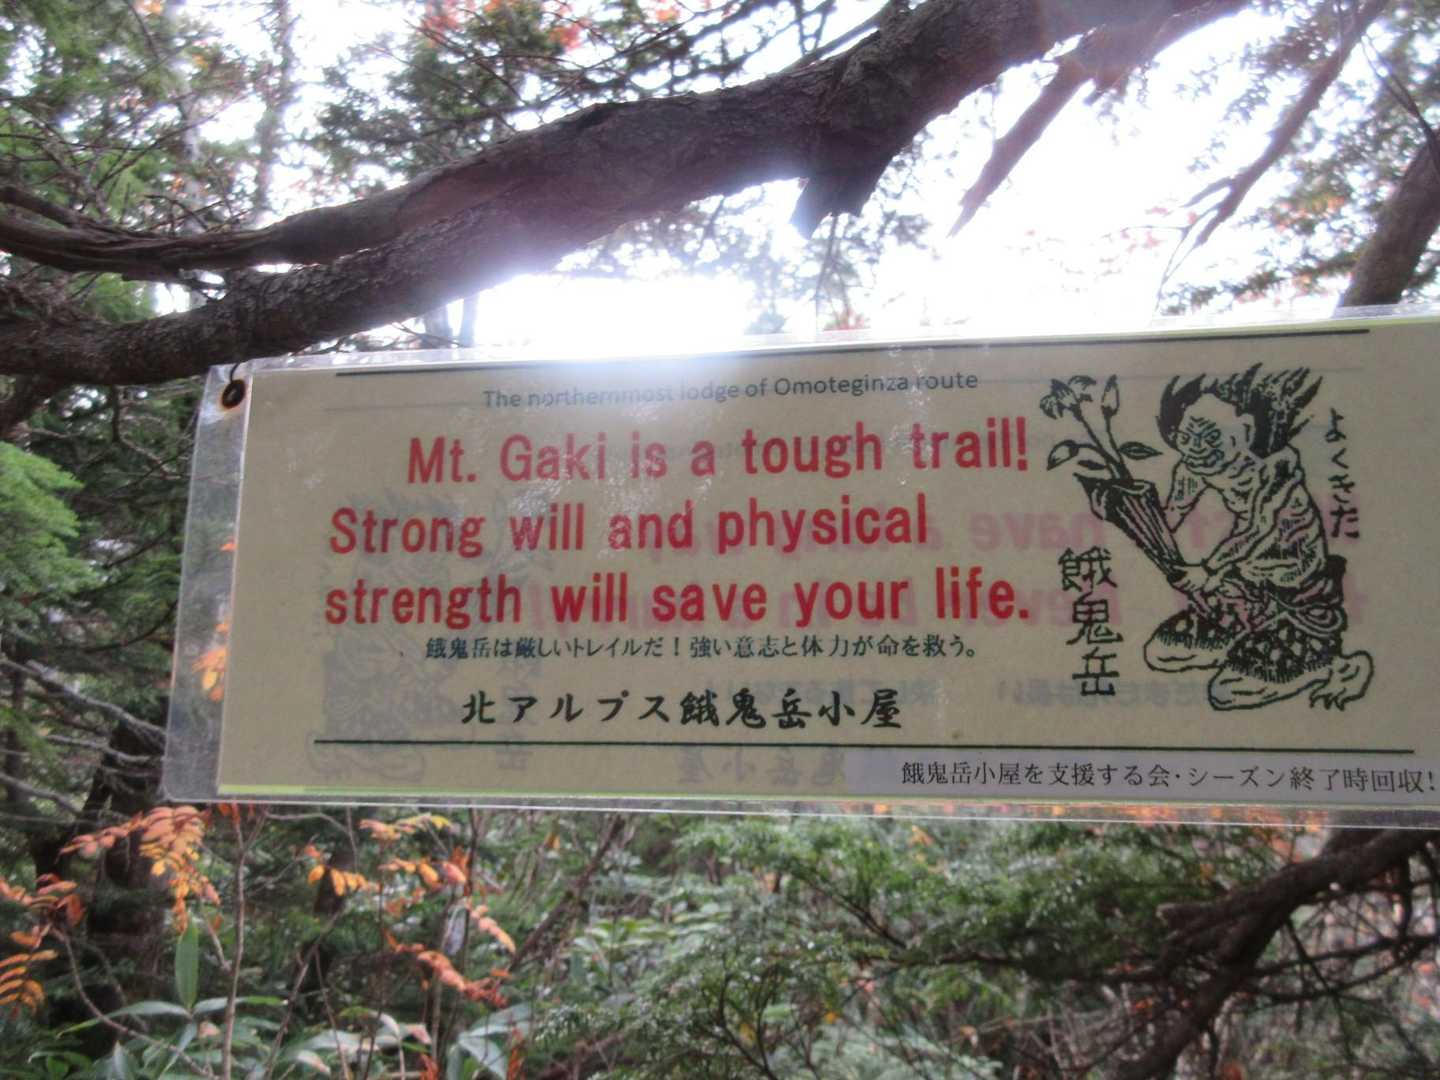 The northernmost lodge of Omoteginza route
Mt. Gaki is a tough trail!
Strong will and physical
strength will save your life.
餓鬼岳は厳しいトレイルだ！強い意志と体力が命を救う。
北アルプス餓鬼岳小屋
よくきた
餓鬼岳
餓鬼岳小屋を支援する会・シーズン終了時回収！